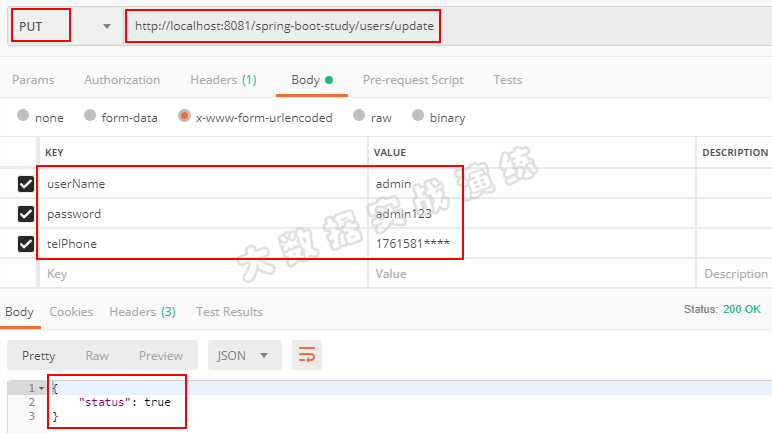 PUT http://localhost:8081/spring-boot-study/users/update
Params Authorization Headers (1) Body Pre-request Script Tests
none form-data x-www-form-urlencoded raw binary
KEY VALUE DESCRIPTION
userName admin
password admin123
telPhone 1761581****
Key Value Description
大数据实战演练
Body Cookies Headers (3) Test Results Status: 200 OK
Pretty Raw Preview JSON
1 {
2 "status": true
3 }